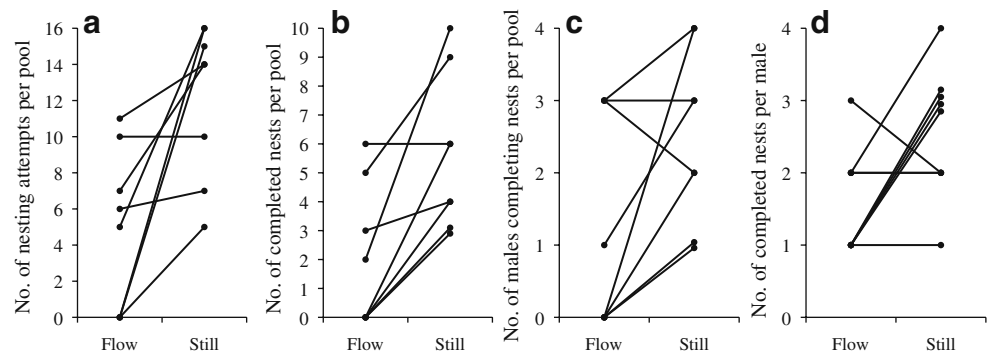 a
No. of nesting attempts per pool
16
14
12
10
8
6
4
2
0
Flow Still
b
No. of completed nests per pool
10
9
8
7
6
5
4
3
2
1
0
Flow Still
c
No. of males completing nests per pool
4
3
2
1
0
Flow Still
d
No. of completed nests per male
4
3
2
1
0
Flow Still